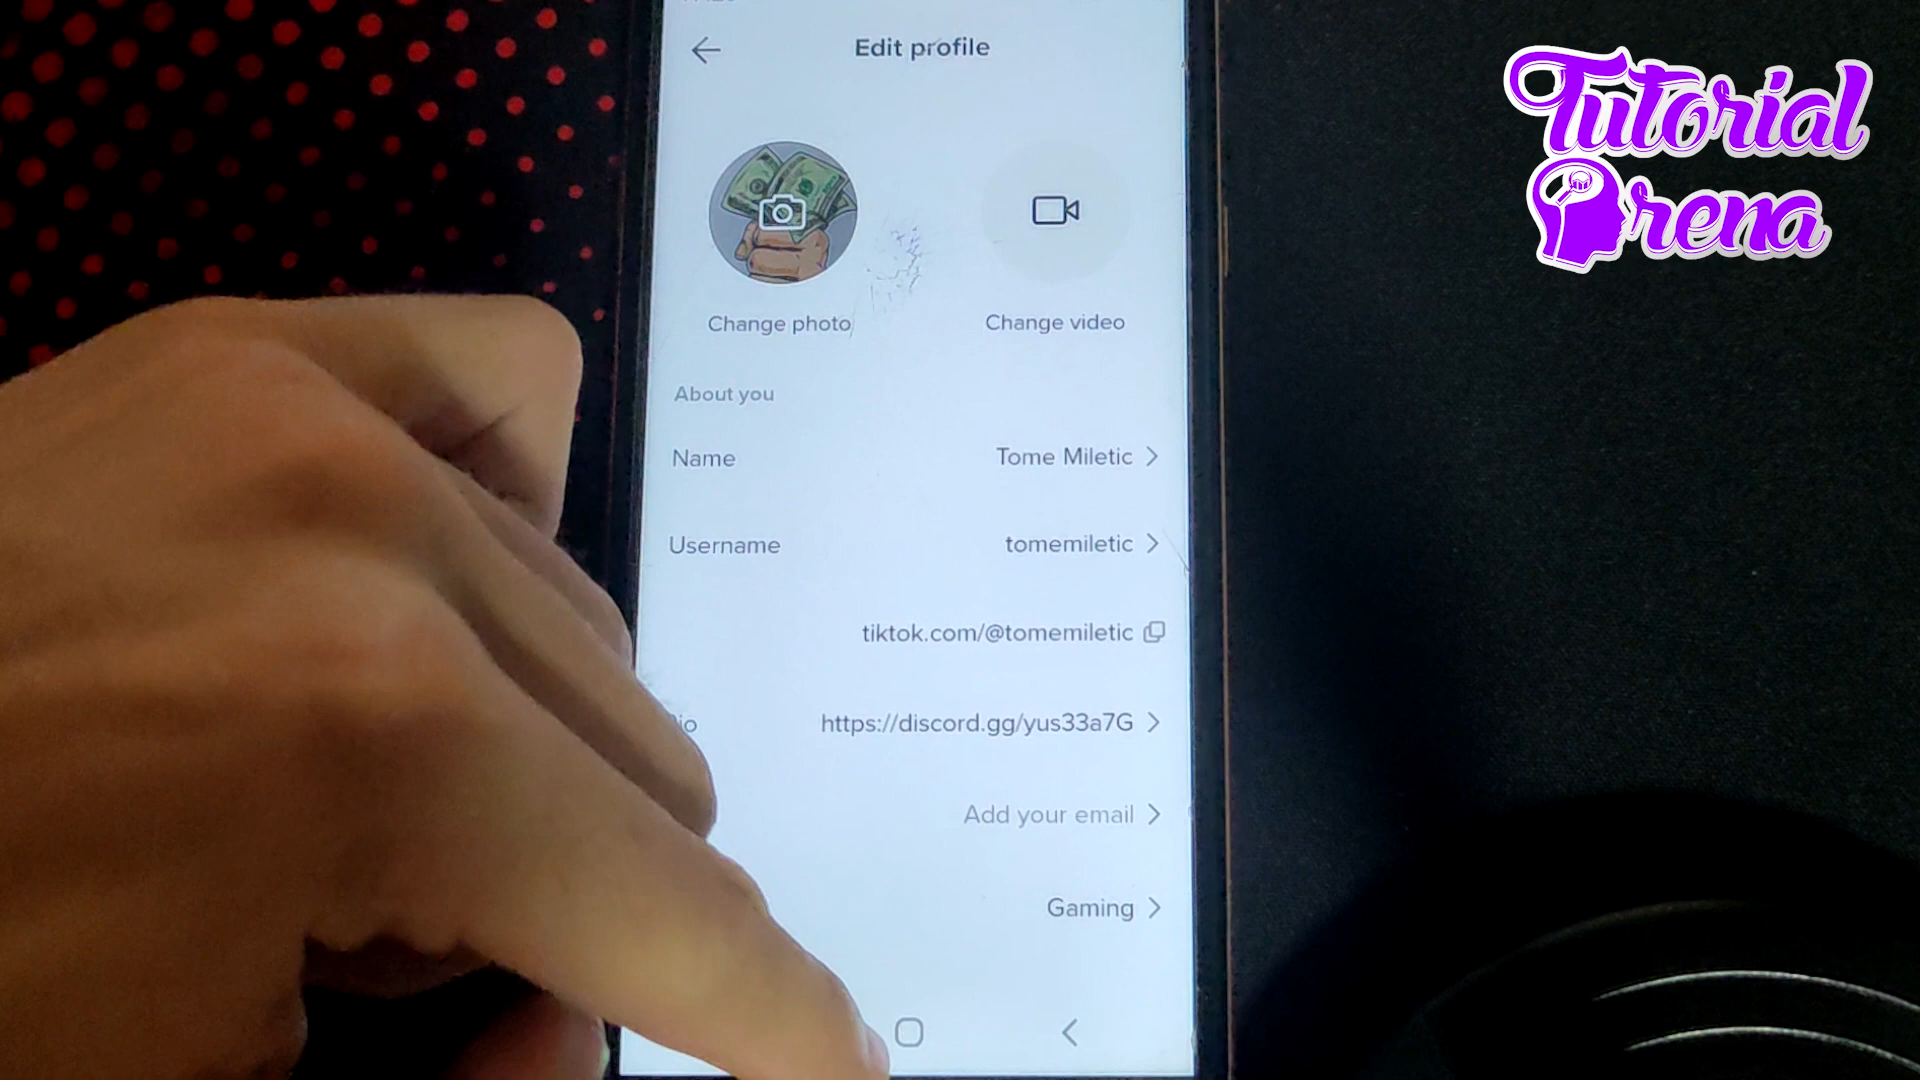 Edit profile
Tutorial
Arena
Change photo
Change video
About you
Name
Tome Miletic
Username
tomemiletic
tiktok.com/@tomemiletic
https://discord.gg/yus33a7G
Add your email
Gaming